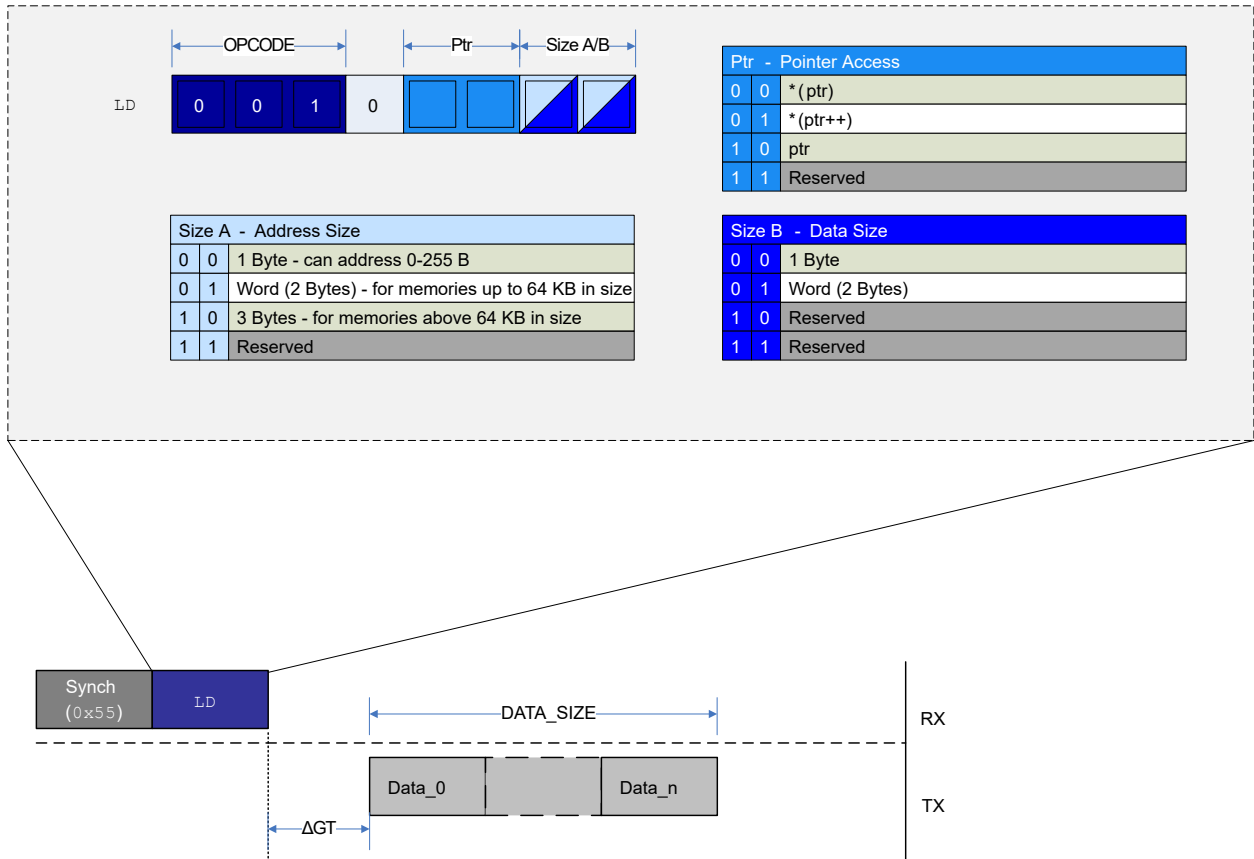 OPCODE Ptr Size A/B
LD 0 0 1 0
Ptr - Pointer Access
0 0 *(ptr)
0 1 *(ptr++)
1 0 ptr
1 1 Reserved
Size A - Address Size
0 0 1 Byte - can address 0-255 B
0 1 Word (2 Bytes) - for memories up to 64 KB in size
1 0 3 Bytes - for memories above 64 KB in size
1 1 Reserved
Size B - Data Size
0 0 1 Byte
0 1 Word (2 Bytes)
1 0 Reserved
1 1 Reserved
Synch
(0x55)
LD
DATA_SIZE
RX
Data_0 Data_n
TX
ΔGT